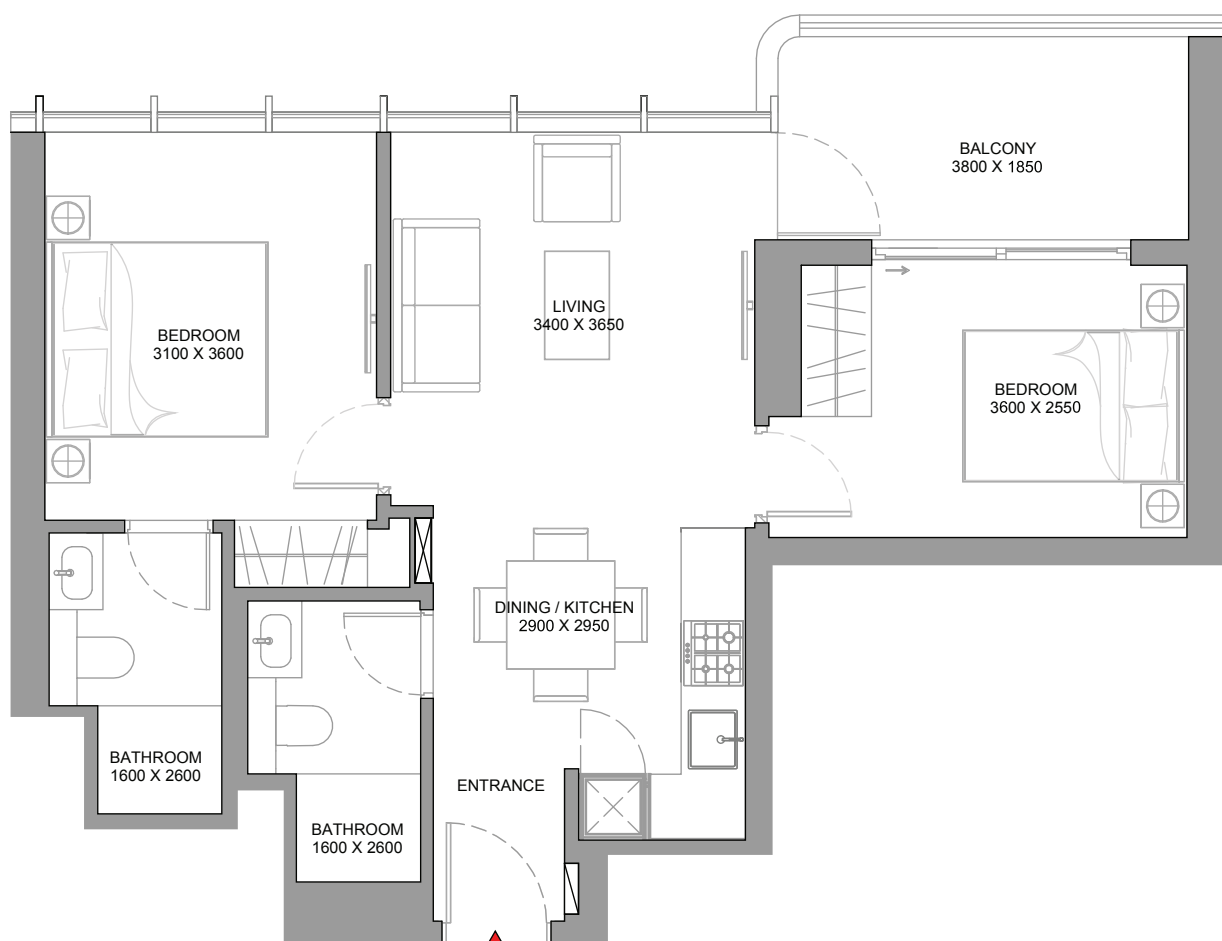 BALCONY
3800 X 1850
BEDROOM
3100 X 3600
LIVING
3400 X 3650
BEDROOM
3600 X 2550
DINING / KITCHEN
2900 X 2950
BATHROOM
1600 X 2600
ENTRANCE
BATHROOM
1600 X 2600